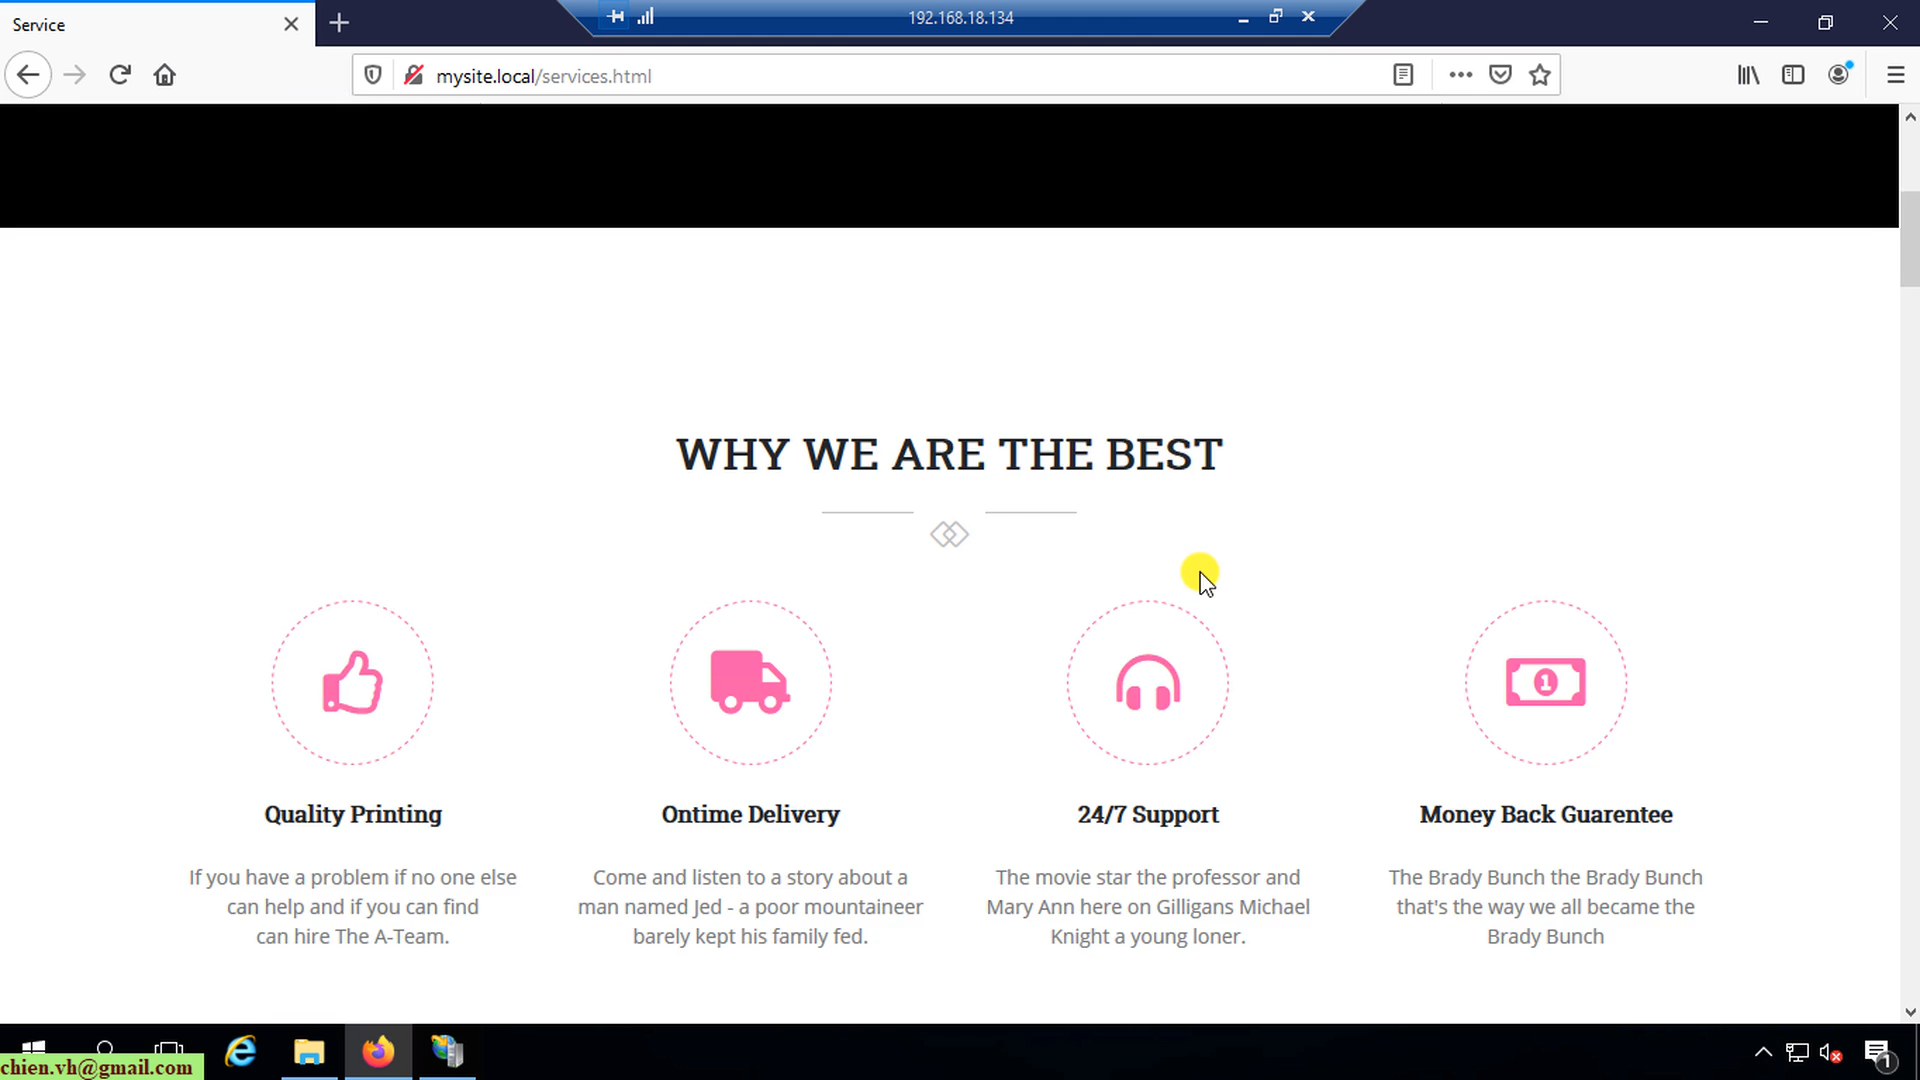 Service
192.168.18.134
mysite.local/services.html
WHY WE ARE THE BEST
1
Quality Printing
Ontime Delivery
24/7 Support
Money Back Guarentee
If you have a problem if no one else
can help and if you can find
can hire The A-Team.
Come and listen to a story about a
man named Jed - a poor mountaineer
barely kept his family fed.
The movie star the professor and
Mary Ann here on Gilligans Michael
Knight a young loner.
The Brady Bunch the Brady Bunch
that's the way we all became the
Brady Bunch
chien.vh@gmail.com
1